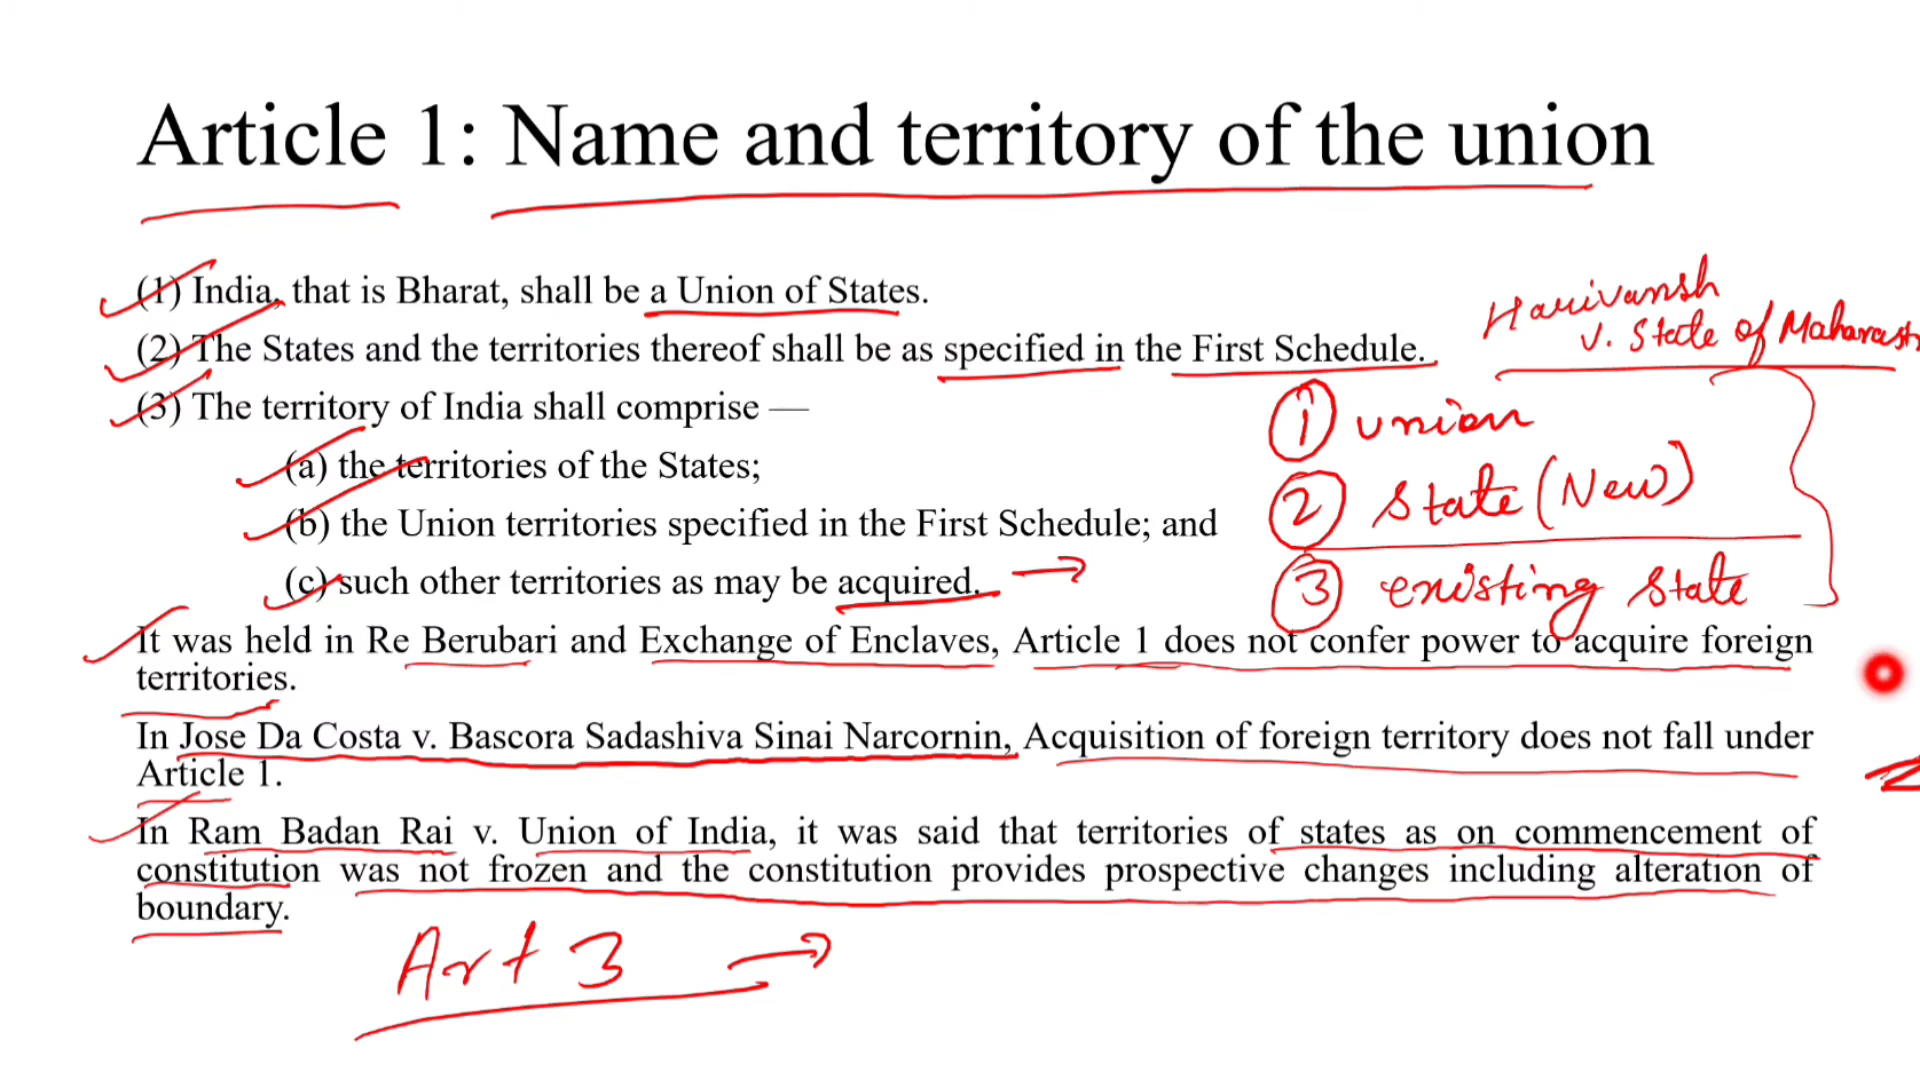 Article 1: Name and territory of the union
(1) India, that is Bharat, shall be a Union of States.
(2) The States and the territories thereof shall be as specified in the First Schedule.
(3) The territory of India shall comprise —
(a) the territories of the States;
(b) the Union territories specified in the First Schedule; and
(c) such other territories as may be acquired.
Harivansh
V. State of Maharash
1 union
2 State (New)
3 existing state
It was held in Re Berubari and Exchange of Enclaves, Article 1 does not confer power to acquire foreign
territories.
In Jose Da Costa v. Bascora Sadashiva Sinai Narcornin, Acquisition of foreign territory does not fall under
Article 1.
In Ram Badan Rai v. Union of India, it was said that territories of states as on commencement of
constitution was not frozen and the constitution provides prospective changes including alteration of
boundary.
Art 3